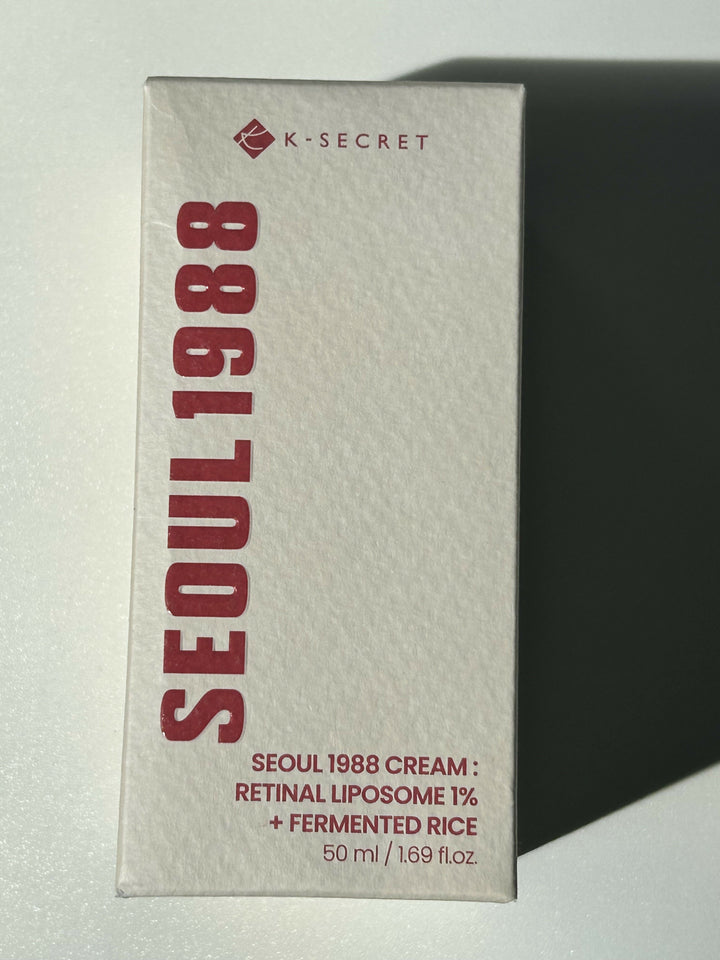 K-SECRET
SEOUL1988
SEOUL 1988 CREAM :
RETINAL LIPOSOME 1%
+ FERMENTED RICE
50 ml / 1.69 fl.oz.